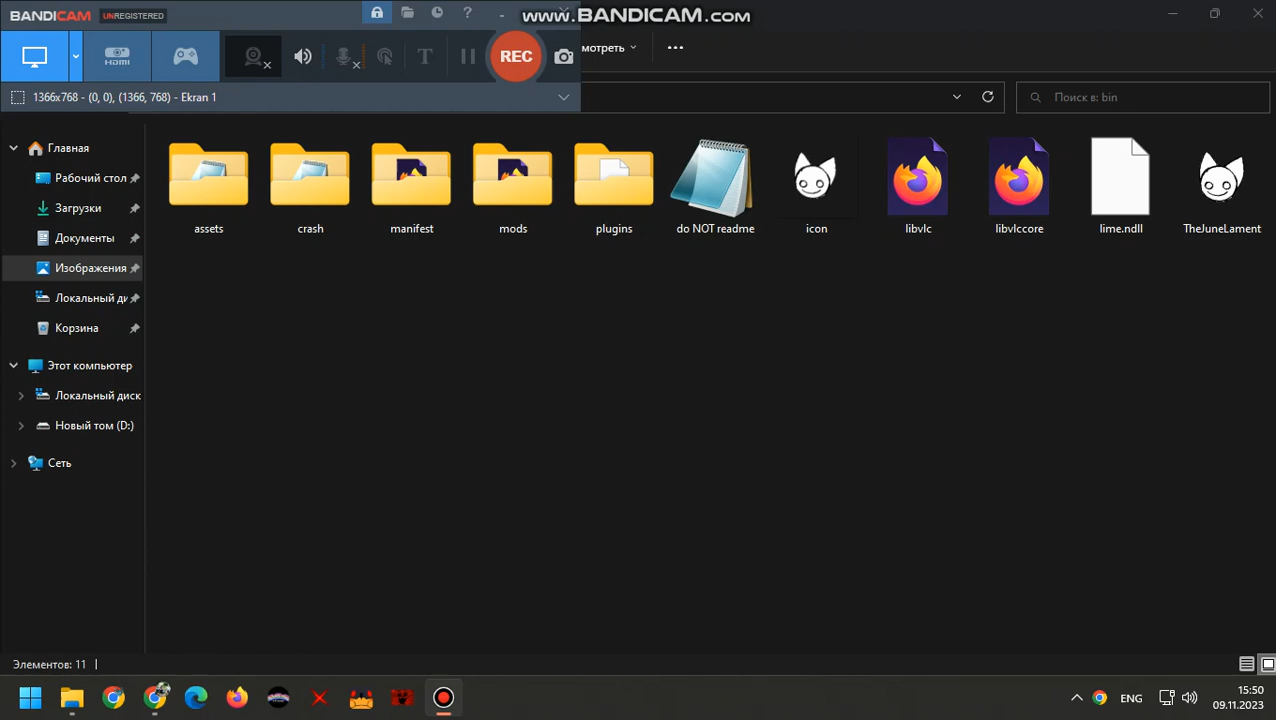 BANDICAM UNREGISTERED
www.BANDICAM.com
REC
смотреть
HDMI
T
1366x768 - (0, 0), (1366, 768) - Ekran 1
Поиск в: bin
Главная
Рабочий стол
Загрузки
Документы
Изображения
Локальный ди
Корзина
Этот компьютер
Локальный диск
Новый том (D:)
Сеть
assets
crash
manifest
mods
plugins
do NOT readme
icon
libvlc
libvlccore
lime.ndll
TheJuneLament
Элементов: 11
ENG
15:50
09.11.2023